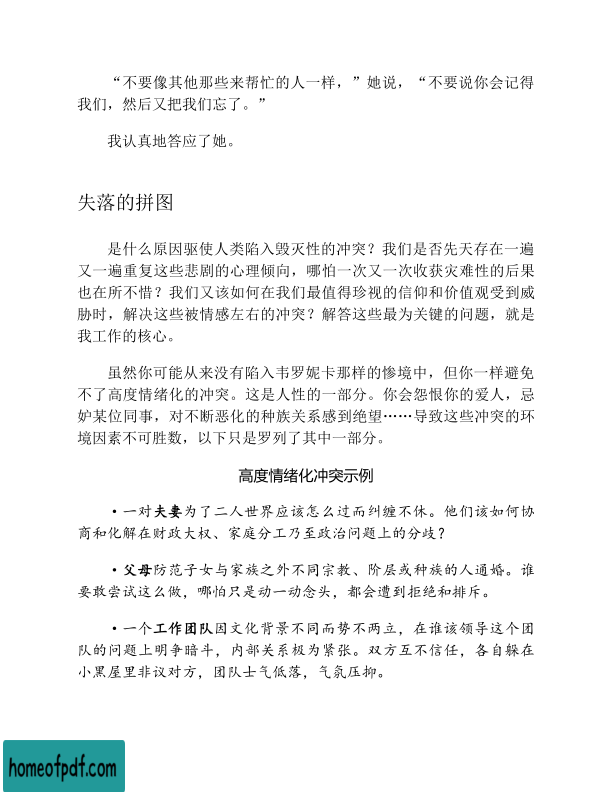 “不要像其他那些来帮忙的人一样，”她说，“不要说你会记得
我们，然后又把我们忘了。”
我认真地答应了她。
失落的拼图
是什么原因驱使人类陷入毁灭性的冲突？我们是否先天存在一遍
又一遍重复这些悲剧的心理倾向，哪怕一次又一次收获灾难性的后果
也在所不惜？我们又该如何在我们最值得珍视的信仰和价值观受到威
胁时，解决这些被情感左右的冲突？解答这些最为关键的问题，就是
我工作的核心。
虽然你可能从来没有陷入韦罗妮卡那样的惨境中，但你一样避免
不了高度情绪化的冲突。这是人性的一部分。你会怨恨你的爱人，忌
妒某位同事，对不断恶化的种族关系感到绝望……导致这些冲突的环
境因素不可胜数，以下只是罗列了其中一部分。
高度情绪化冲突示例
·一对夫妻为了二人世界应该怎么过而纠缠不休。他们该如何协
商和化解在财政大权、家庭分工乃至政治问题上的分歧？
·父母防范子女与家族之外不同宗教、阶层或种族的人通婚。谁
要敢尝试这么做，哪怕只是动一动念头，都会遭到拒绝和排斥。
·一个工作团队因文化背景不同而势不两立，在谁该领导这个团
队的问题上明争暗斗，内部关系极为紧张。双方互不信任，各自躲在
小黑屋里非议对方，团队士气低落，气氛压抑。
homeofpdf.com